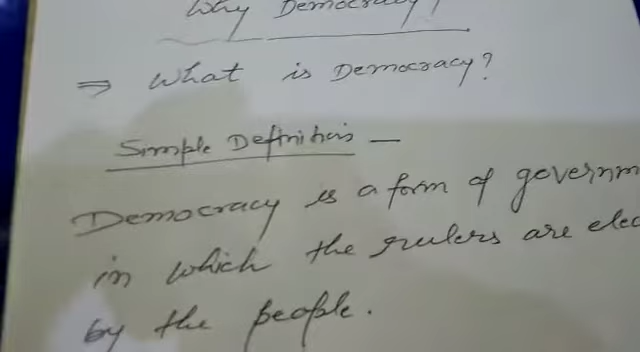 Why Democracy?
⇒ What is Democracy?
Simple Definition —
Democracy is a form of governm
in which the rulers are elec
by the people.